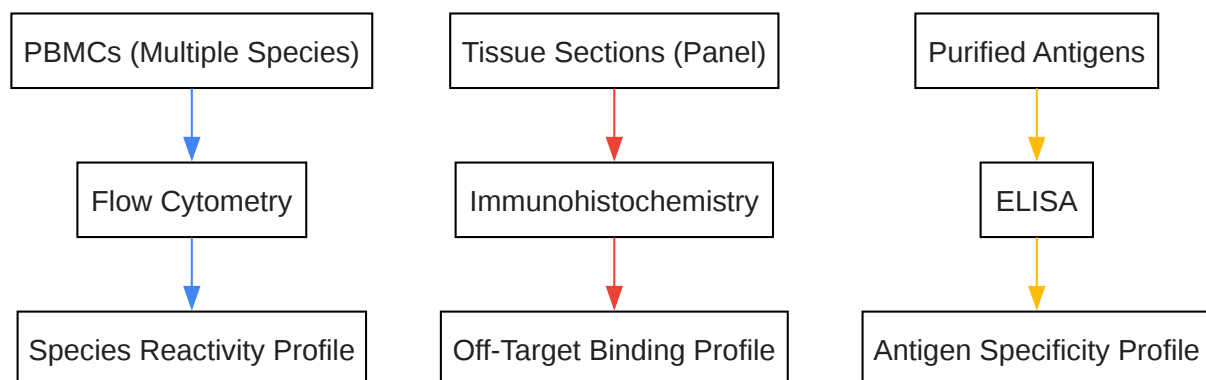 PBMCs (Multiple Species)
Tissue Sections (Panel)
Purified Antigens
Flow Cytometry
Immunohistochemistry
ELISA
Species Reactivity Profile
Off-Target Binding Profile
Antigen Specificity Profile